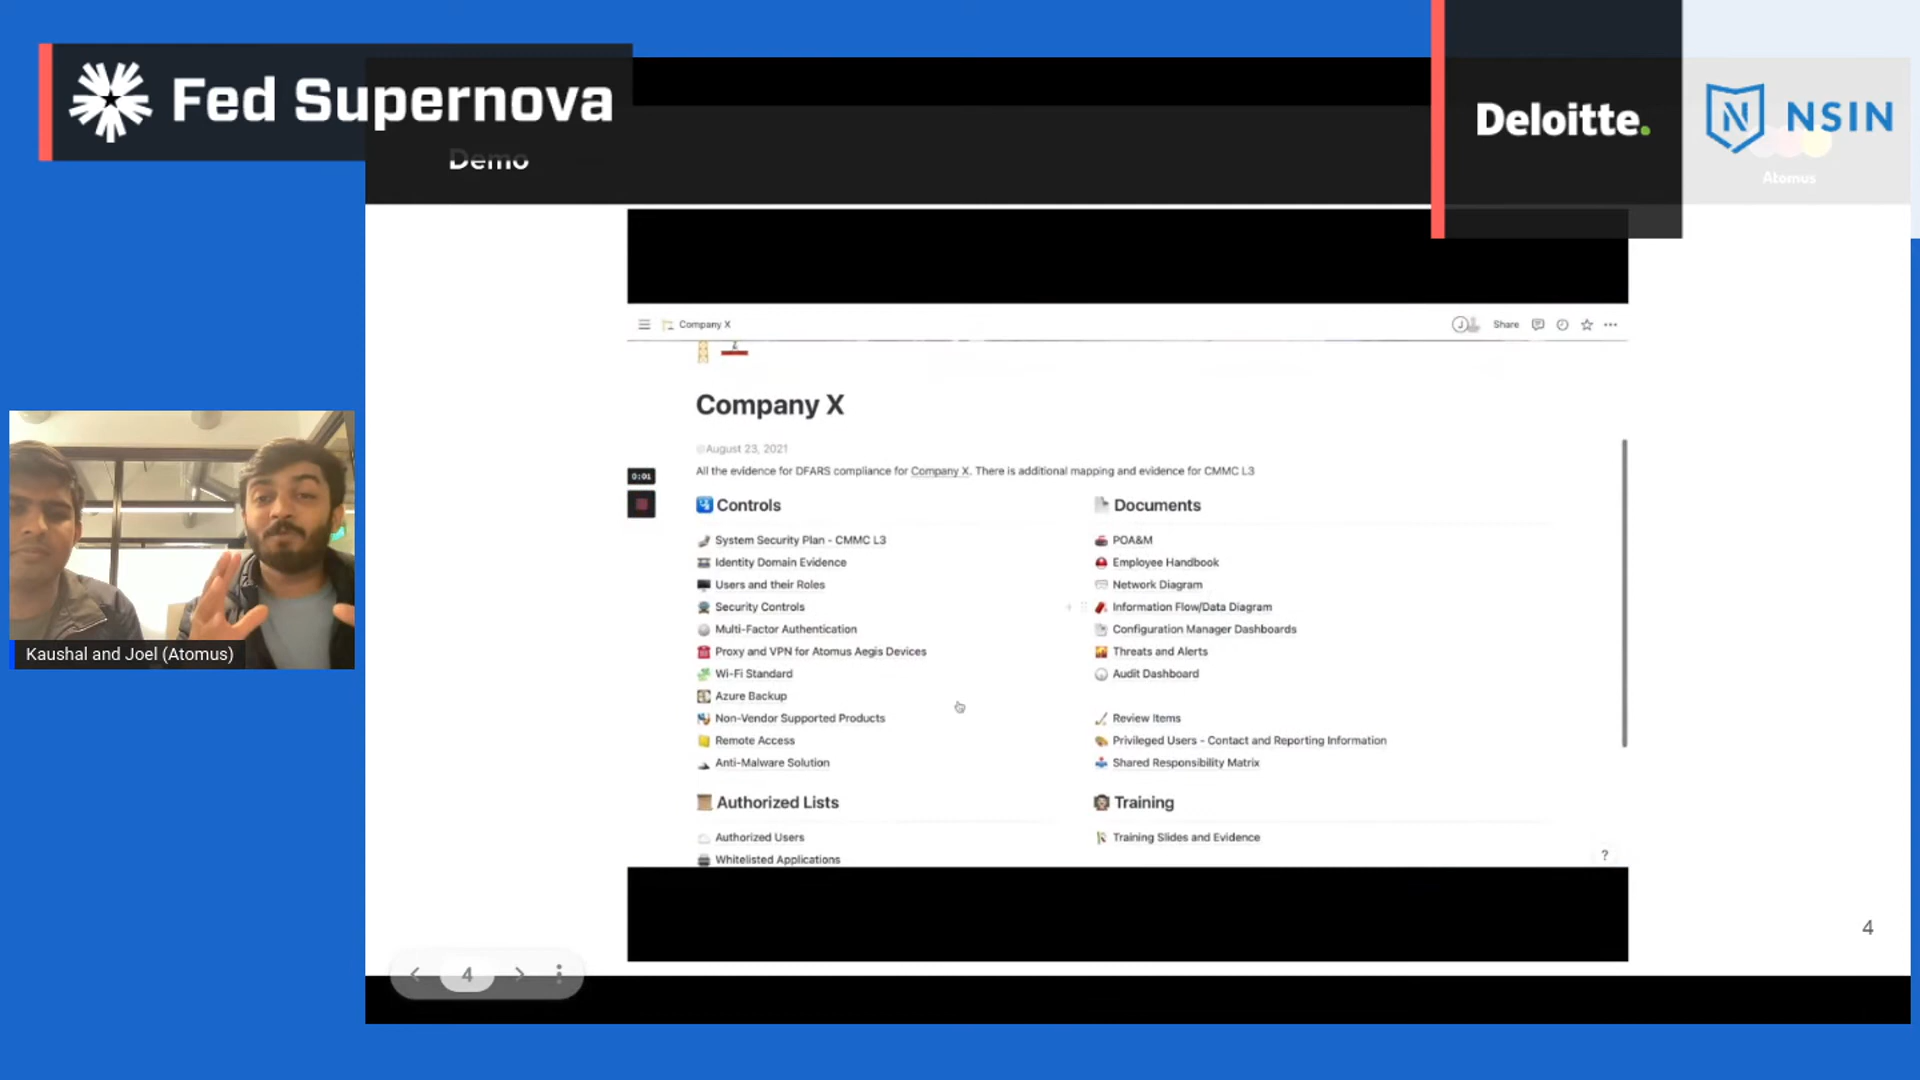 Fed Supernova
Demo
Deloitte.
NSIN
Atomus
Company X
Share
Company X
@August 23, 2021
All the evidence for DFARS compliance for Company X. There is additional mapping and evidence for CMMC L3
0:01
Controls
System Security Plan - CMMC L3
Identity Domain Evidence
Users and their Roles
Security Controls
Multi-Factor Authentication
Proxy and VPN for Atomus Aegis Devices
Wi-Fi Standard
Azure Backup
Non-Vendor Supported Products
Remote Access
Anti-Malware Solution
Documents
POA&M
Employee Handbook
Network Diagram
Information Flow/Data Diagram
Configuration Manager Dashboards
Threats and Alerts
Audit Dashboard
Review Items
Privileged Users - Contact and Reporting Information
Shared Responsibility Matrix
Authorized Lists
Authorized Users
Whitelisted Applications
Training
Training Slides and Evidence
?
Kaushal and Joel (Atomus)
4
4